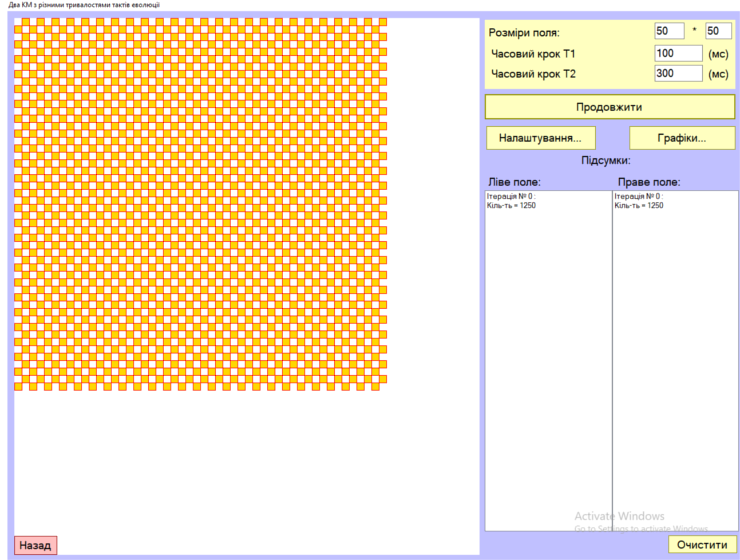 Два КМ з різними тривалостями тактів еволюції
Розміри поля: 50 * 50
Часовий крок T1 100 (мс)
Часовий крок T2 300 (мс)
Продовжити
Налаштування... Графіки...
Підсумки:
Ліве поле: Праве поле:
Ітерація № 0 : Ітерація № 0 :
Кіль-ть = 1250 Кіль-ть = 1250
Activate Windows
Go to Settings to activate Windows.
Назад Очистити